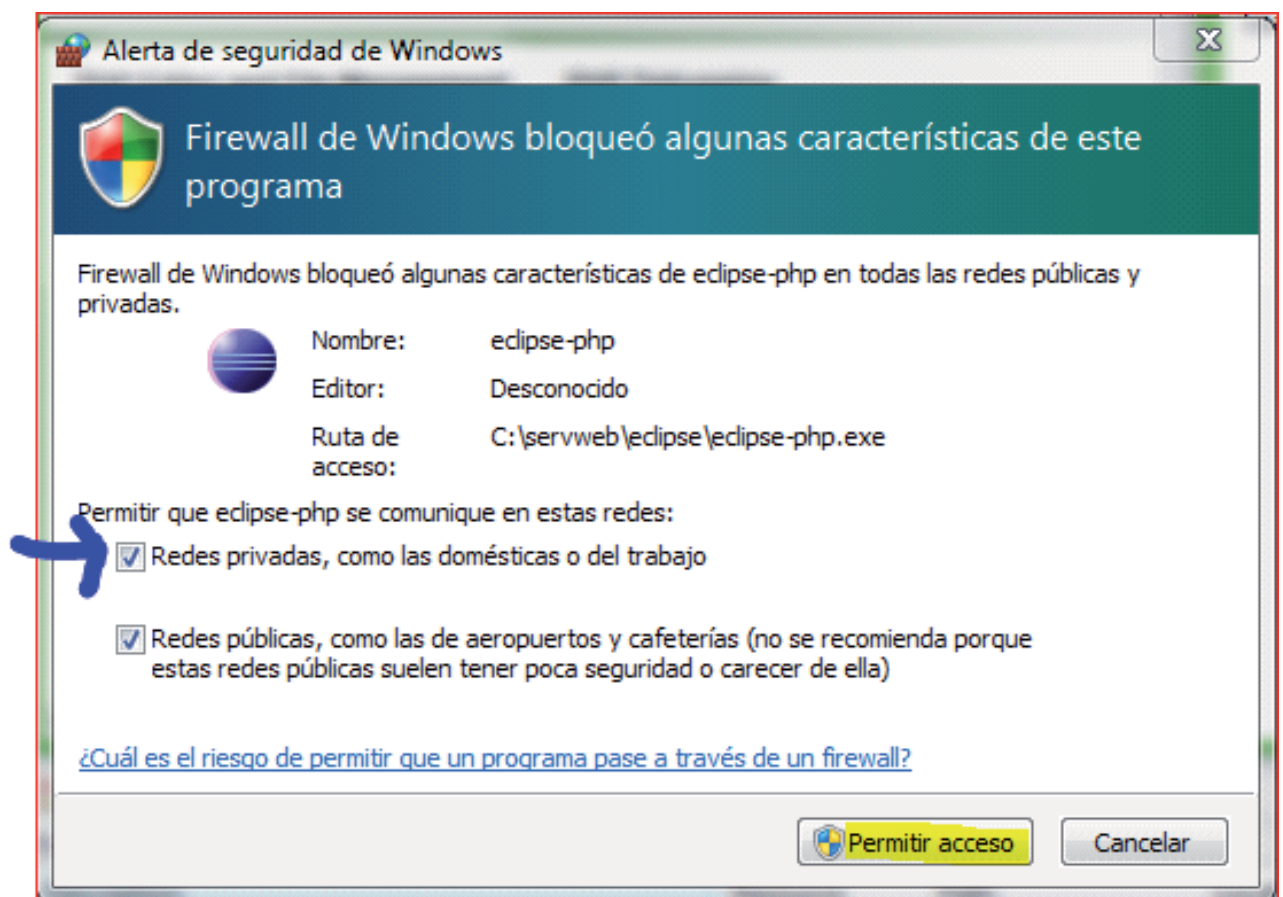 Alerta de seguridad de Windows
Firewall de Windows bloqueó algunas características de este
programa
Firewall de Windows bloqueó algunas características de eclipse-php en todas las redes públicas y
privadas.
Nombre: eclipse-php
Editor: Desconocido
Ruta de C:\servweb\eclipse\eclipse-php.exe
acceso:
Permitir que eclipse-php se comunique en estas redes:
Redes privadas, como las domésticas o del trabajo
Redes públicas, como las de aeropuertos y cafeterías (no se recomienda porque
estas redes públicas suelen tener poca seguridad o carecer de ella)
¿Cuál es el riesgo de permitir que un programa pase a través de un firewall?
Permitir acceso Cancelar